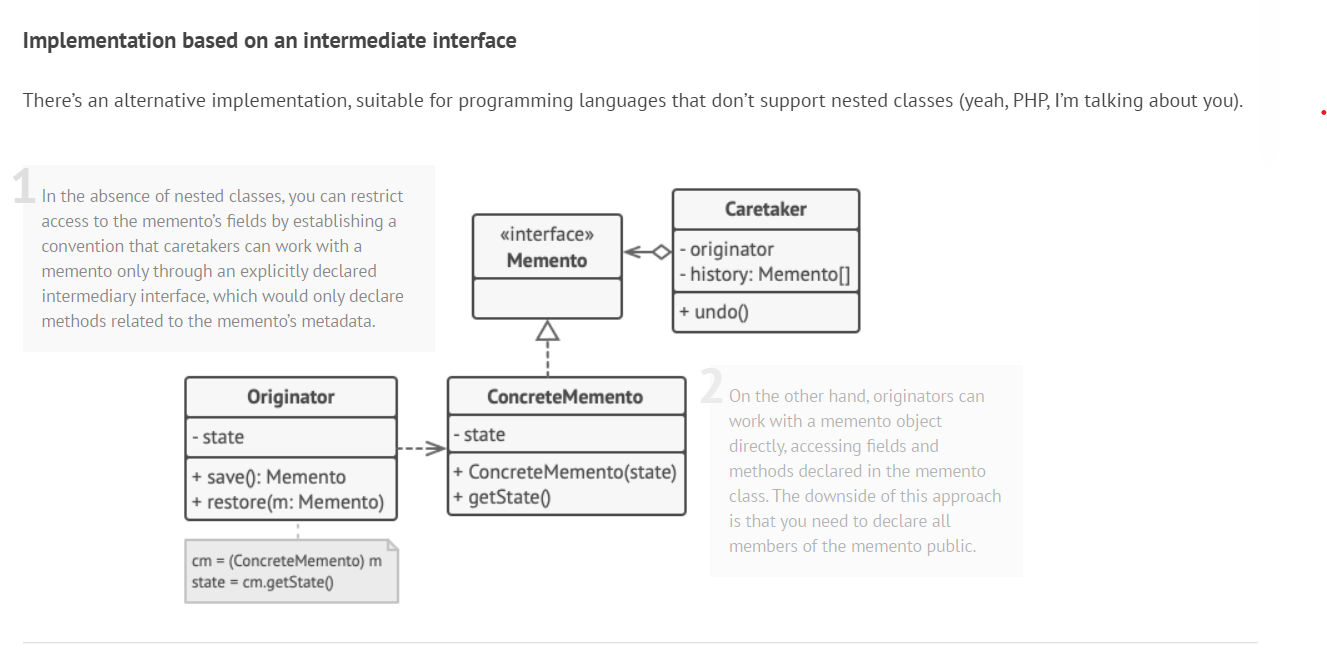 Implementation based on an intermediate interface
There’s an alternative implementation, suitable for programming languages that don’t support nested classes (yeah, PHP, I’m talking about you).
1
In the absence of nested classes, you can restrict
access to the memento’s fields by establishing a
convention that caretakers can work with a
memento only through an explicitly declared
intermediary interface, which would only declare
methods related to the memento’s metadata.
«interface»
Memento
Caretaker
- originator
- history: Memento[]
+ undo()
Originator
- state
+ save(): Memento
+ restore(m: Memento)
cm = (ConcreteMemento) m
state = cm.getState()
ConcreteMemento
- state
+ ConcreteMemento(state)
+ getState()
2
On the other hand, originators can
work with a memento object
directly, accessing fields and
methods declared in the memento
class. The downside of this approach
is that you need to declare all
members of the memento public.